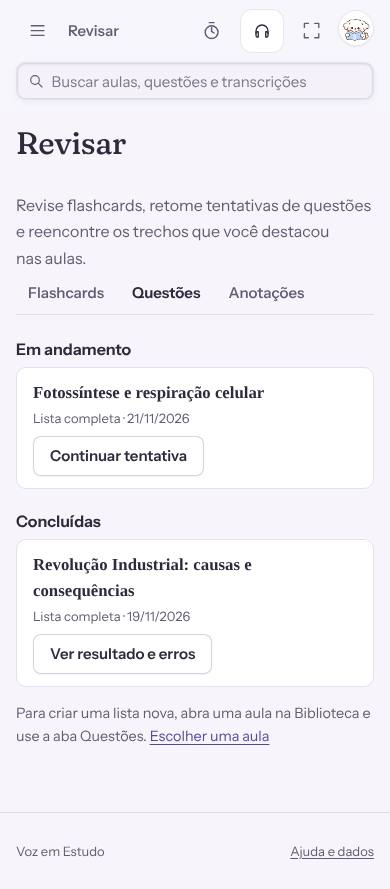 Revisar
Buscar aulas, questões e transcrições
Revisar
Revise flashcards, retome tentativas de questões
e reencontre os trechos que você destacou
nas aulas.
Flashcards Questões Anotações
Em andamento
Fotossíntese e respiração celular
Lista completa · 21/11/2026
Continuar tentativa
Concluídas
Revolução Industrial: causas e
consequências
Lista completa · 19/11/2026
Ver resultado e erros
Para criar uma lista nova, abra uma aula na Biblioteca e
use a aba Questões. Escolher uma aula
Voz em Estudo Ajuda e dados